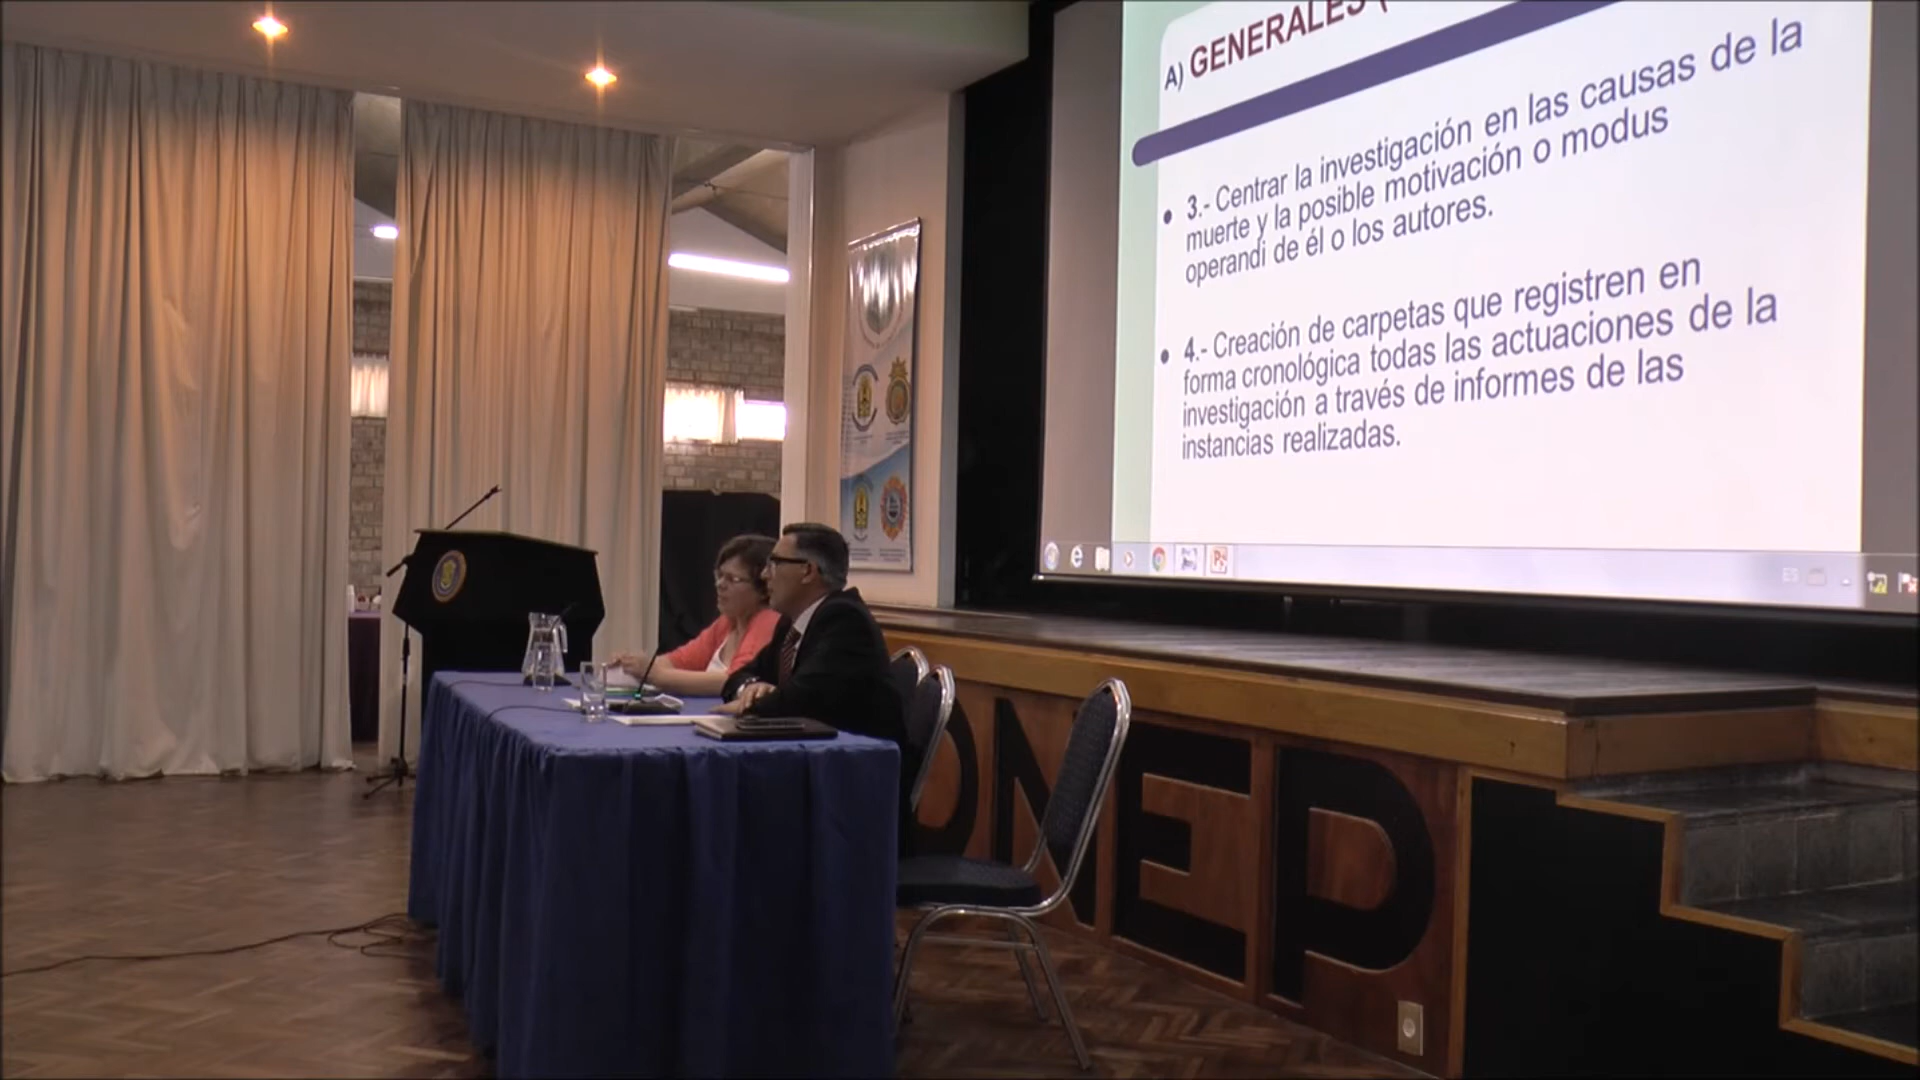 A) GENERALES (
3.- Centrar la investigación en las causas de la
muerte y la posible motivación o modus
operandi de él o los autores.
4.- Creación de carpetas que registren en
forma cronológica todas las actuaciones de la
investigación a través de informes de las
instancias realizadas.
ONEP